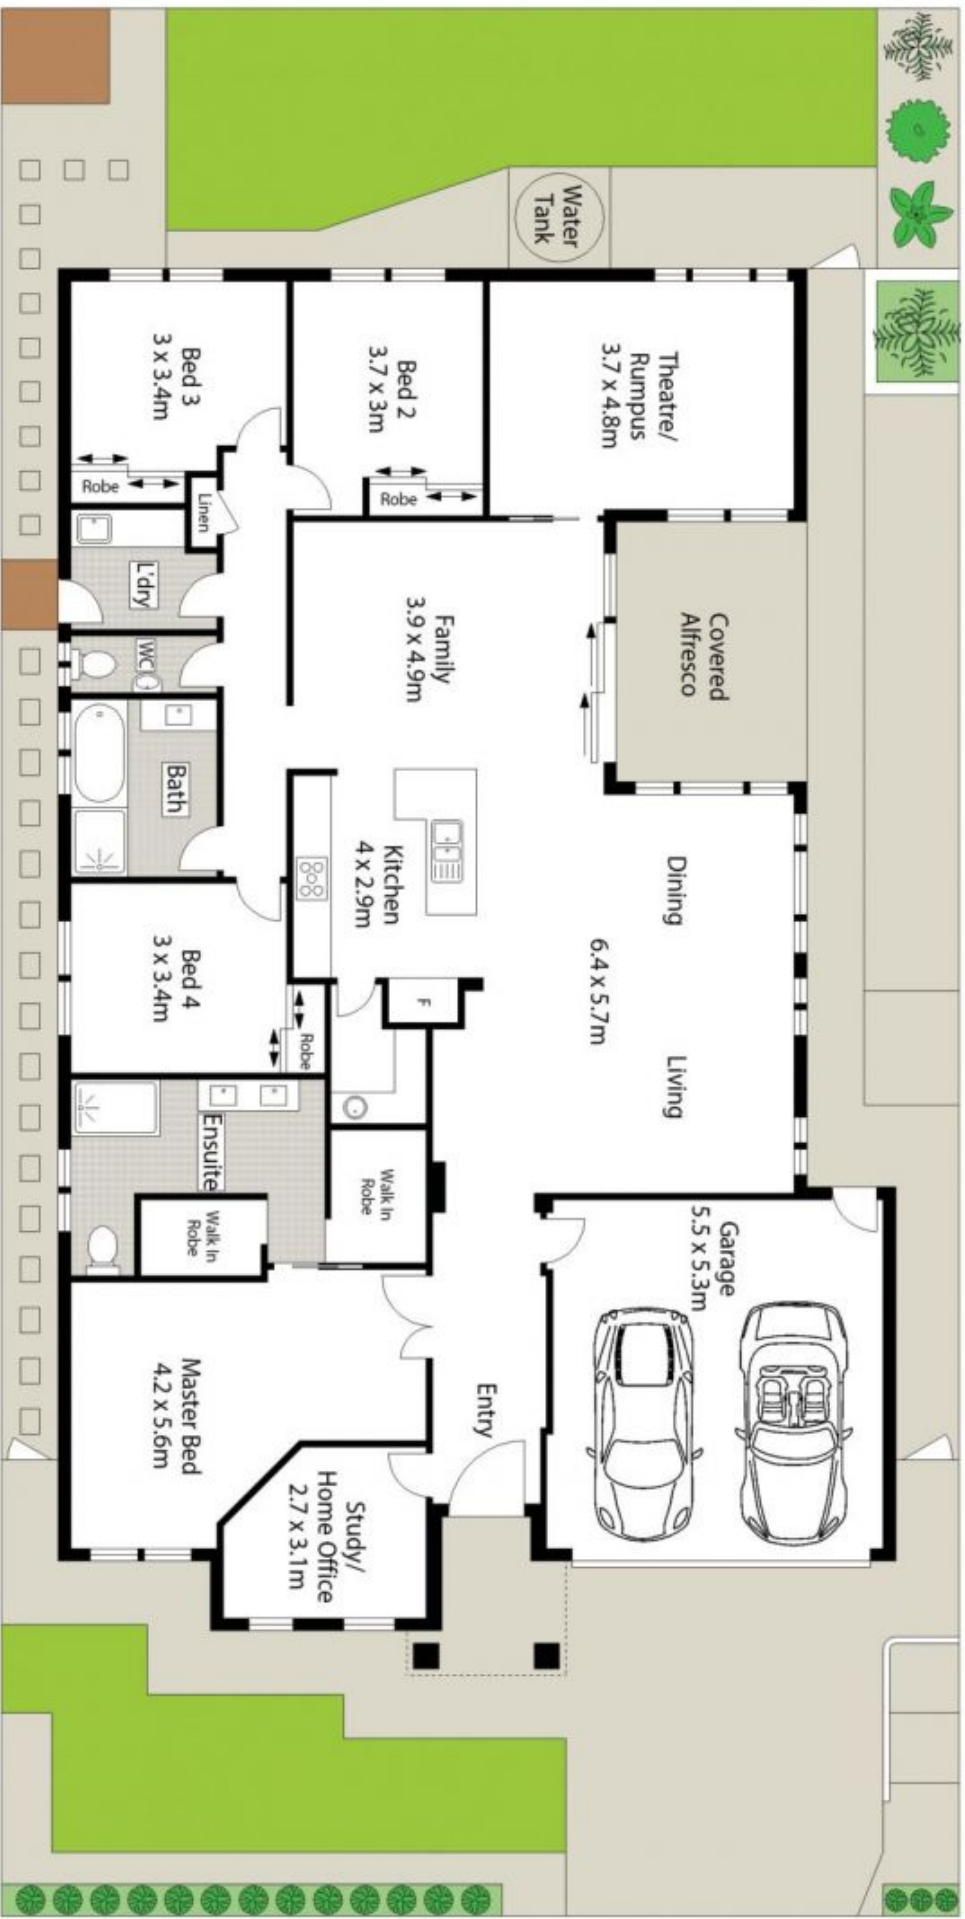 Water
Tank
Theatre/
Rumpus
3.7 x 4.8m
Bed 2
3.7 x 3m
Robe
Bed 3
3 x 3.4m
Robe
Linen
L'dry
WC
Bath
Family
3.9 x 4.9m
Covered
Alfresco
Kitchen
4 x 2.9m
Dining
6.4 x 5.7m
Living
F
Bed 4
3 x 3.4m
Robe
Ensuite
Walk In
Robe
Walk In
Robe
Garage
5.5 x 5.3m
Entry
Master Bed
4.2 x 5.6m
Study/
Home Office
2.7 x 3.1m